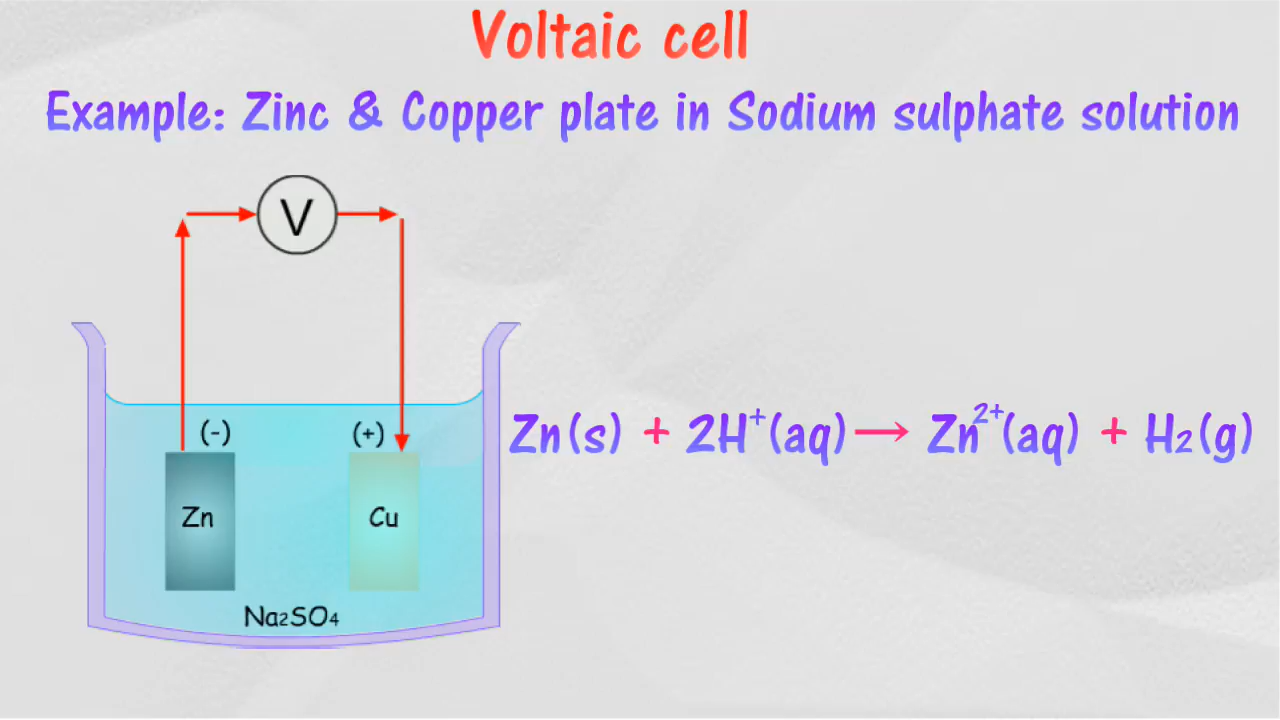 Voltaic cell
Example: Zinc & Copper plate in Sodium sulphate solution
V
(-) (+)
Zn(s) + 2H⁺(aq) → Zn²⁺(aq) + H₂(g)
Zn Cu
Na₂SO₄